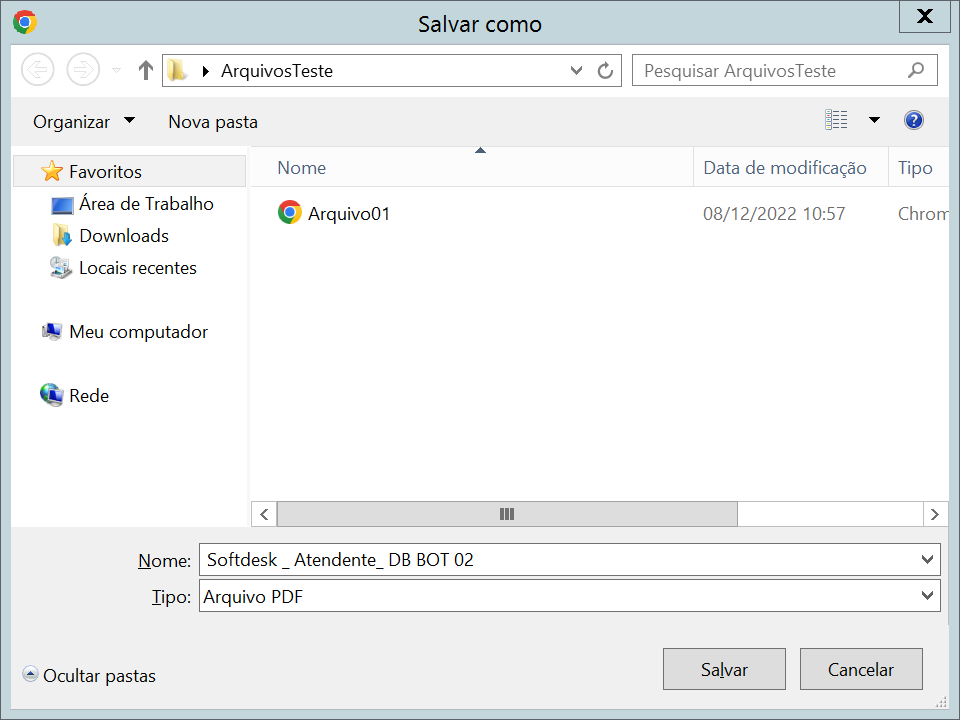 Salvar como
X
ArquivosTeste
Pesquisar ArquivosTeste
Organizar
Nova pasta
?
Favoritos
Nome
Data de modificação
Tipo
Área de Trabalho
Arquivo01
08/12/2022 10:57
Chrom
Downloads
Locais recentes
Meu computador
Rede
Nome:
Softdesk _ Atendente_ DB BOT 02
Tipo:
Arquivo PDF
Ocultar pastas
Salvar
Cancelar